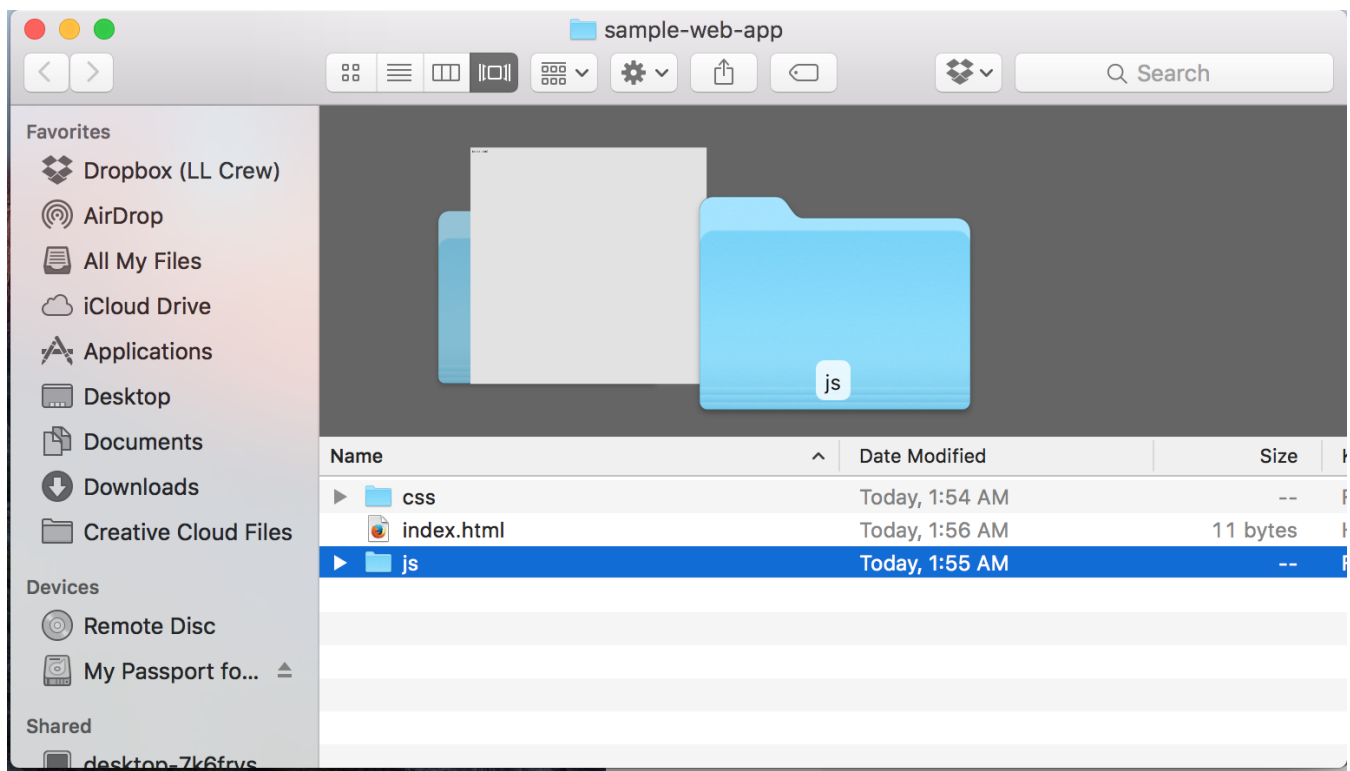 sample-web-app
Search
Favorites
Dropbox (LL Crew)
AirDrop
All My Files
iCloud Drive
Applications
Desktop
Documents
Downloads
Creative Cloud Files
Devices
Remote Disc
My Passport fo...
Shared
desktop-7k6frvs
js
Name Date Modified Size
css Today, 1:54 AM --
index.html Today, 1:56 AM 11 bytes
js Today, 1:55 AM --